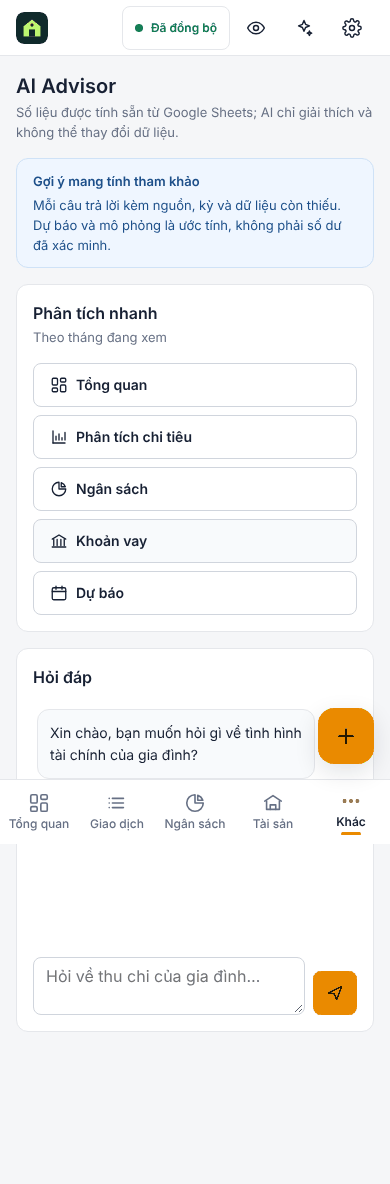 Đã đồng bộ
AI Advisor
Số liệu được tính sẵn từ Google Sheets; AI chỉ giải thích và
không thể thay đổi dữ liệu.
Gợi ý mang tính tham khảo
Mỗi câu trả lời kèm nguồn, kỳ và dữ liệu còn thiếu.
Dự báo và mô phỏng là ước tính, không phải số dư
đã xác minh.
Phân tích nhanh
Theo tháng đang xem
Tổng quan
Phân tích chi tiêu
Ngân sách
Khoản vay
Dự báo
Hỏi đáp
Xin chào, bạn muốn hỏi gì về tình hình
tài chính của gia đình?
Tổng quan
Giao dịch
Ngân sách
Tài sản
Khác
Hỏi về thu chi của gia đình...